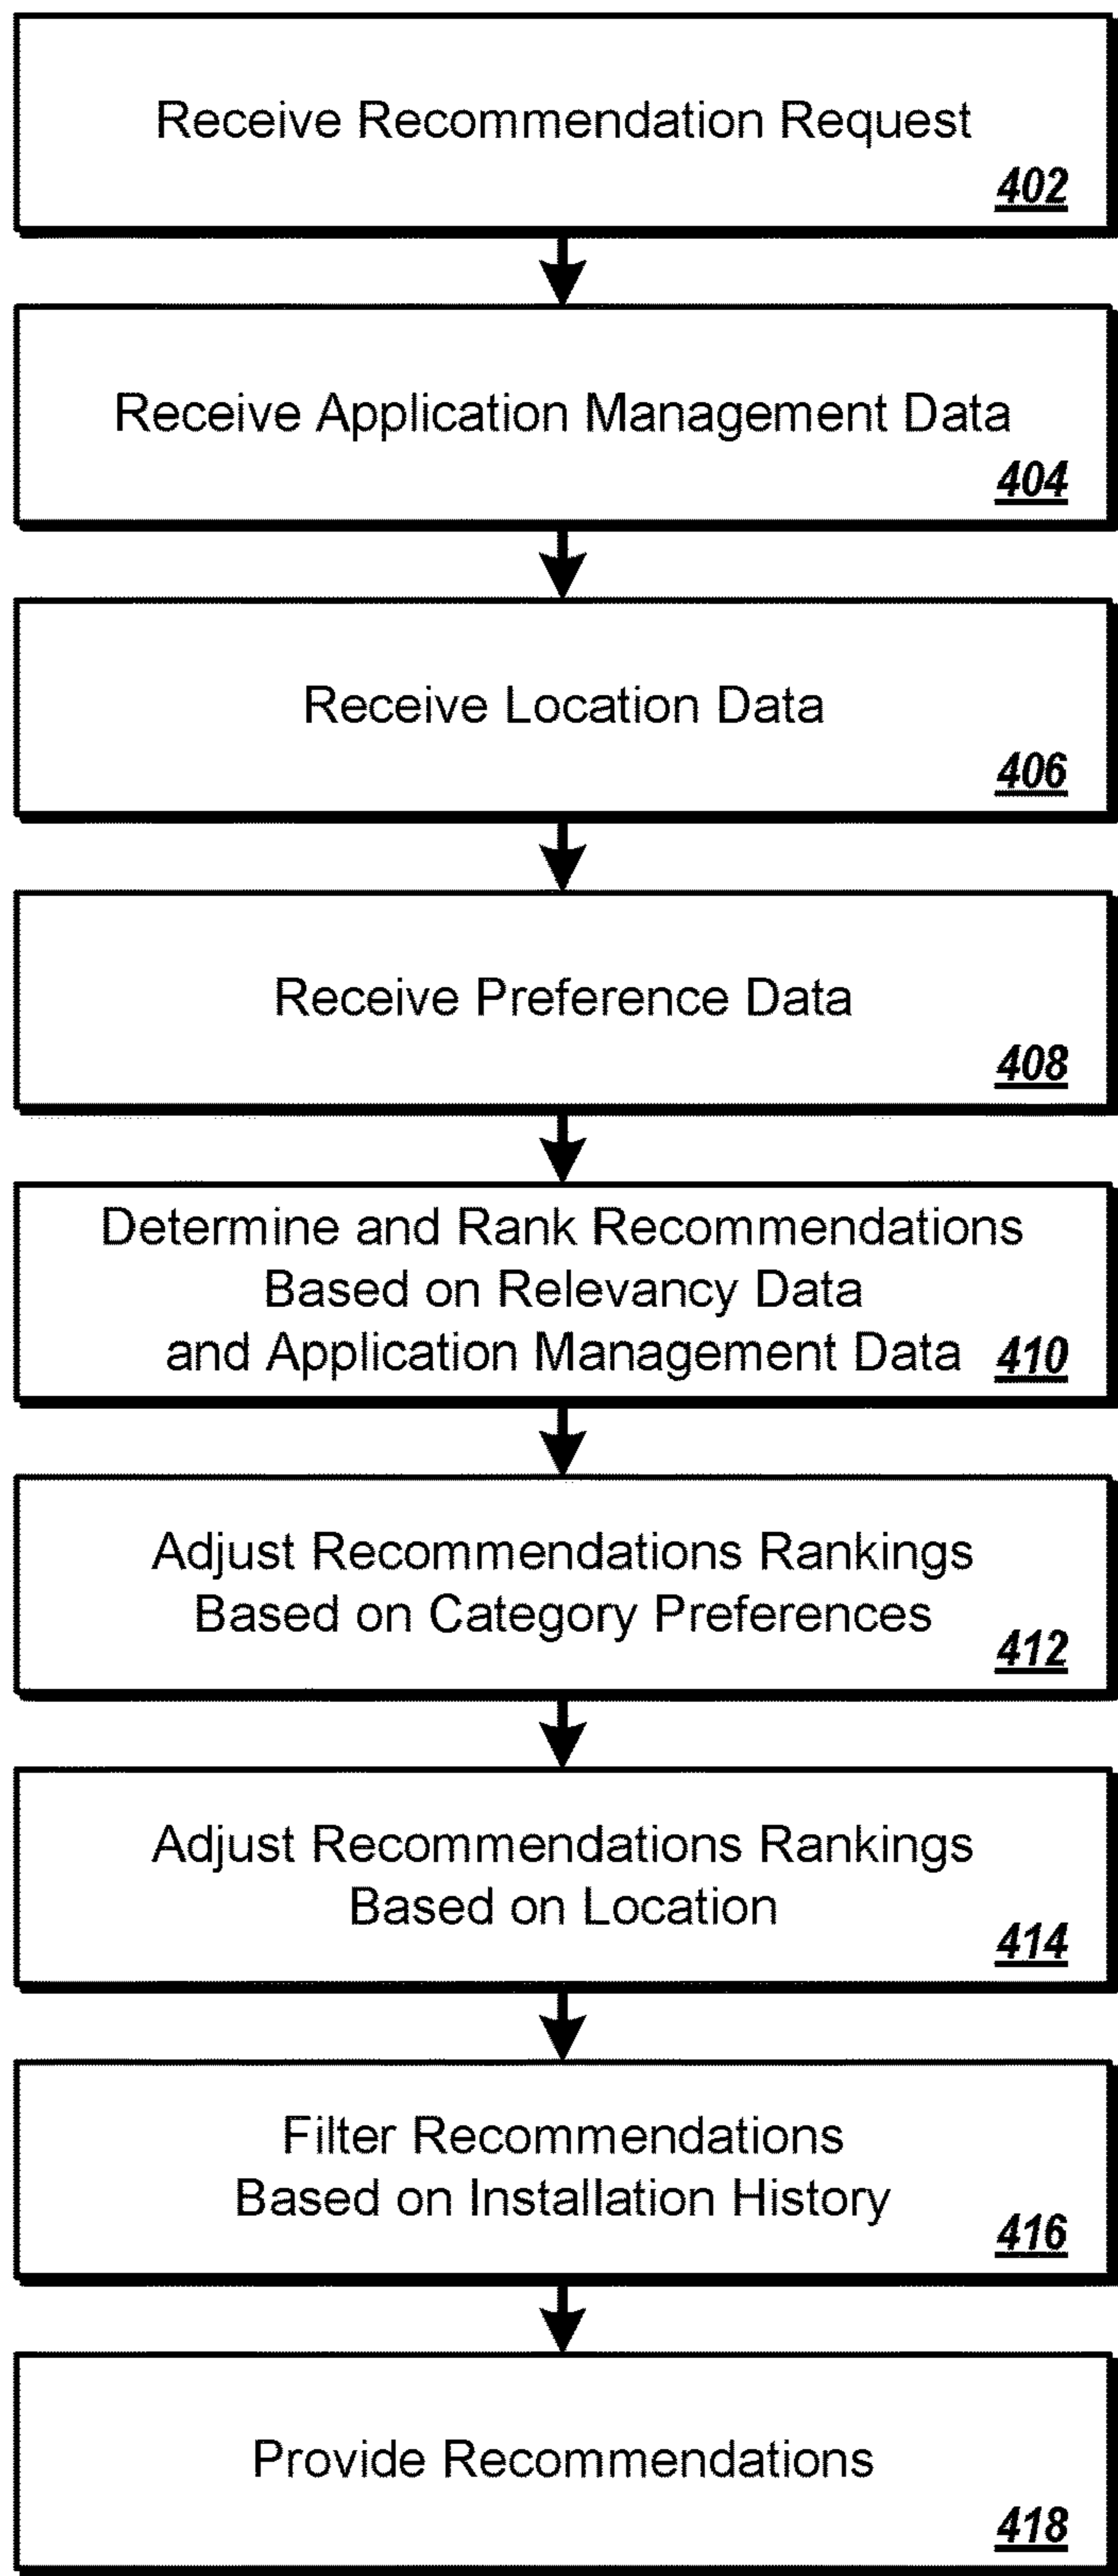 Receive Recommendation Request
402
Receive Application Management Data
404
Receive Location Data
406
Receive Preference Data
408
Determine and Rank Recommendations
Based on Relevancy Data
and Application Management Data 410
Adjust Recommendations Rankings
Based on Category Preferences
412
Adjust Recommendations Rankings
Based on Location
414
Filter Recommendations
Based on Installation History
416
Provide Recommendations
418